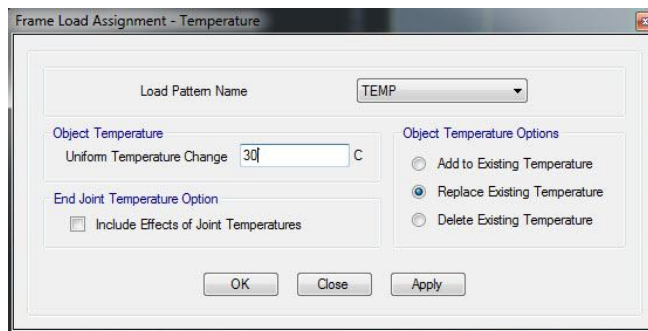 Frame Load Assignment - Temperature
Load Pattern Name
TEMP
Object Temperature
Uniform Temperature Change
30
C
End Joint Temperature Option
Include Effects of Joint Temperatures
Object Temperature Options
Add to Existing Temperature
Replace Existing Temperature
Delete Existing Temperature
OK
Close
Apply